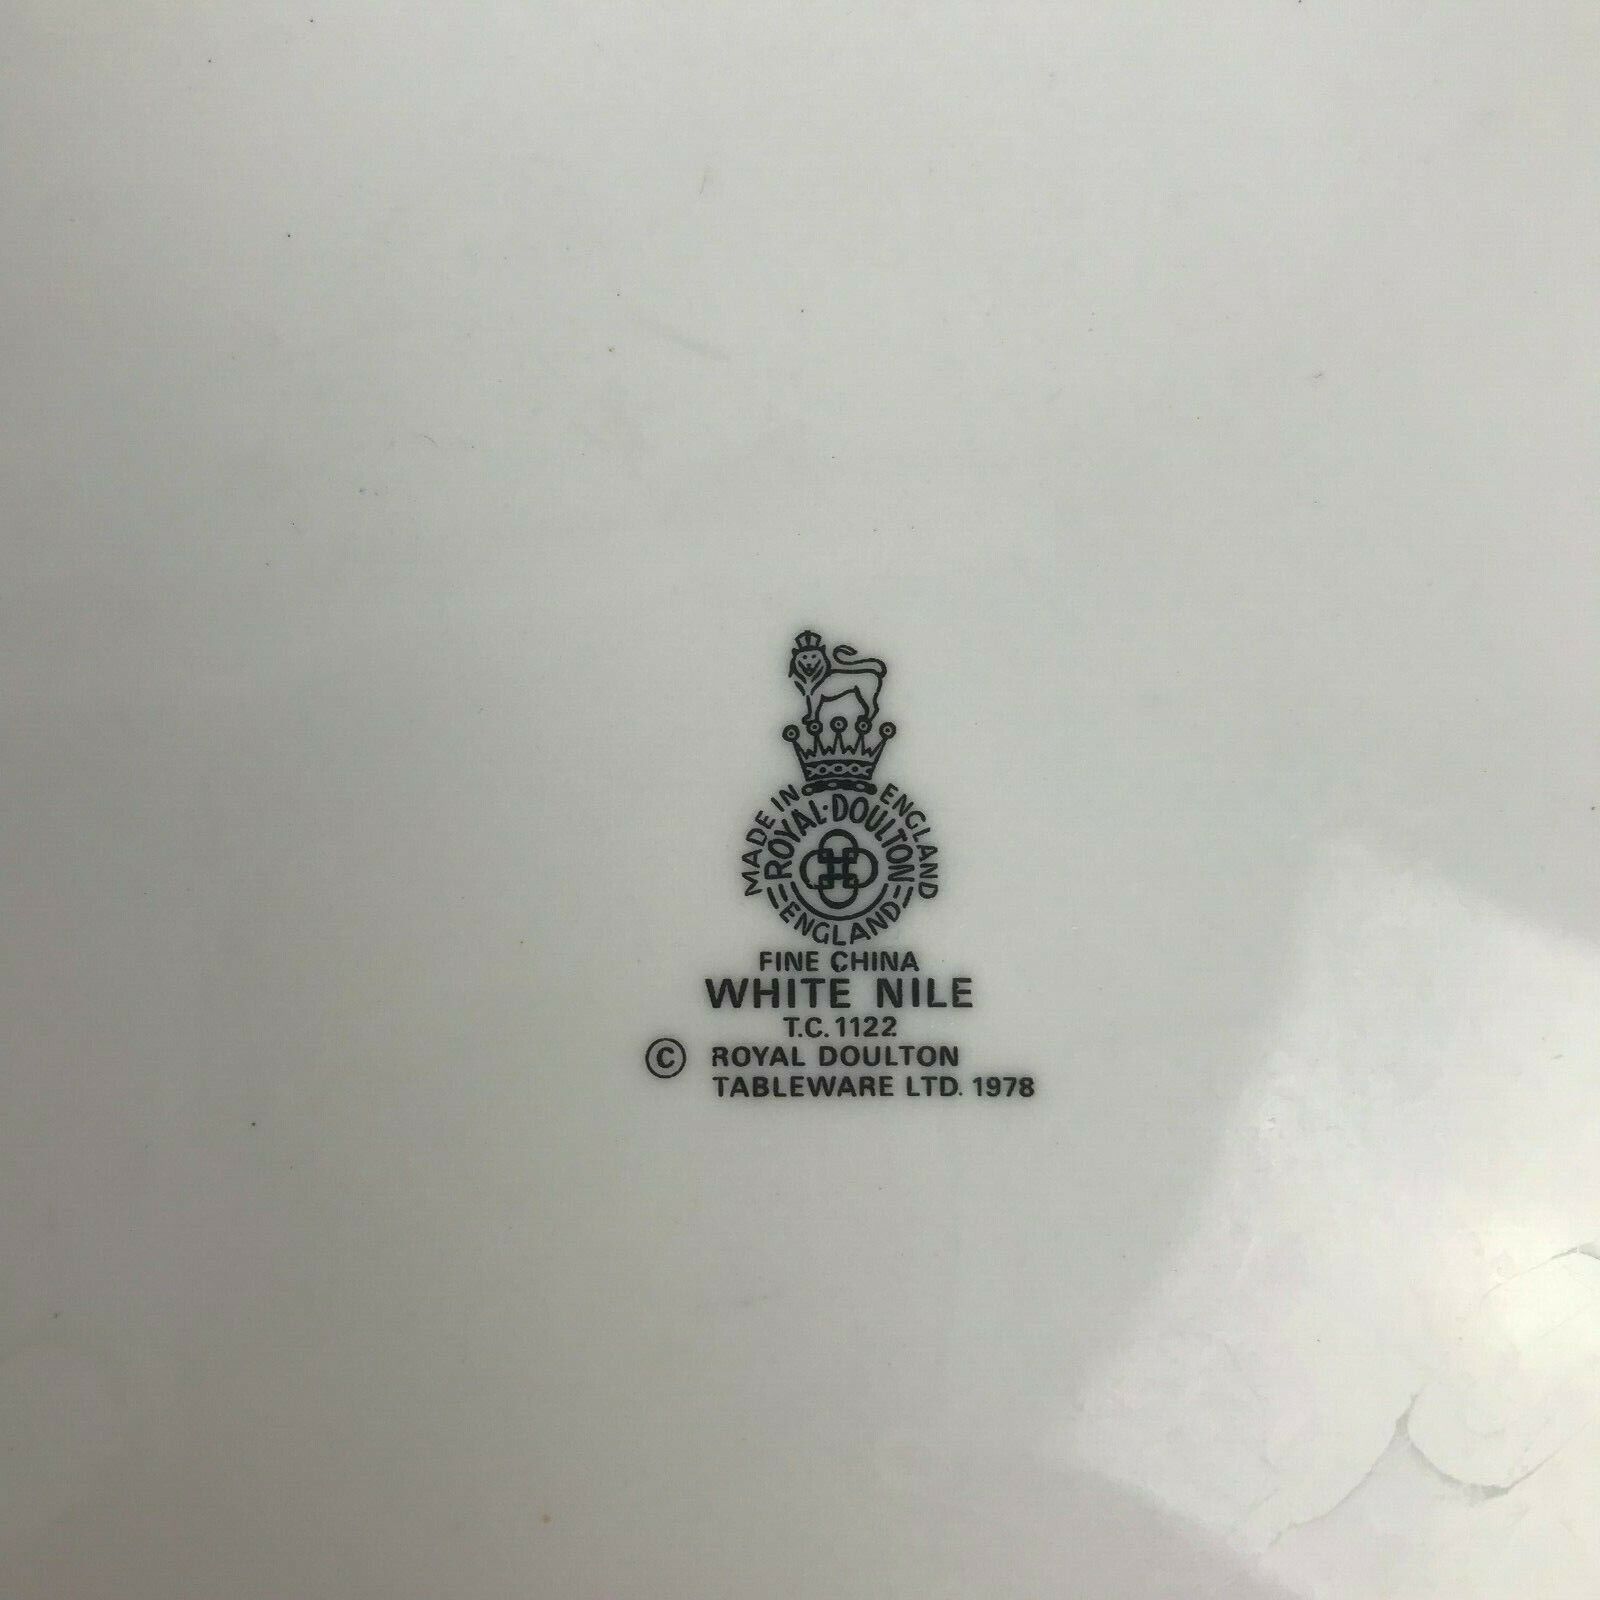 MADE IN ENGLAND
ROYAL·DOULTON
ENGLAND
FINE CHINA
WHITE NILE
T.C. 1122
© ROYAL DOULTON
TABLEWARE LTD. 1978